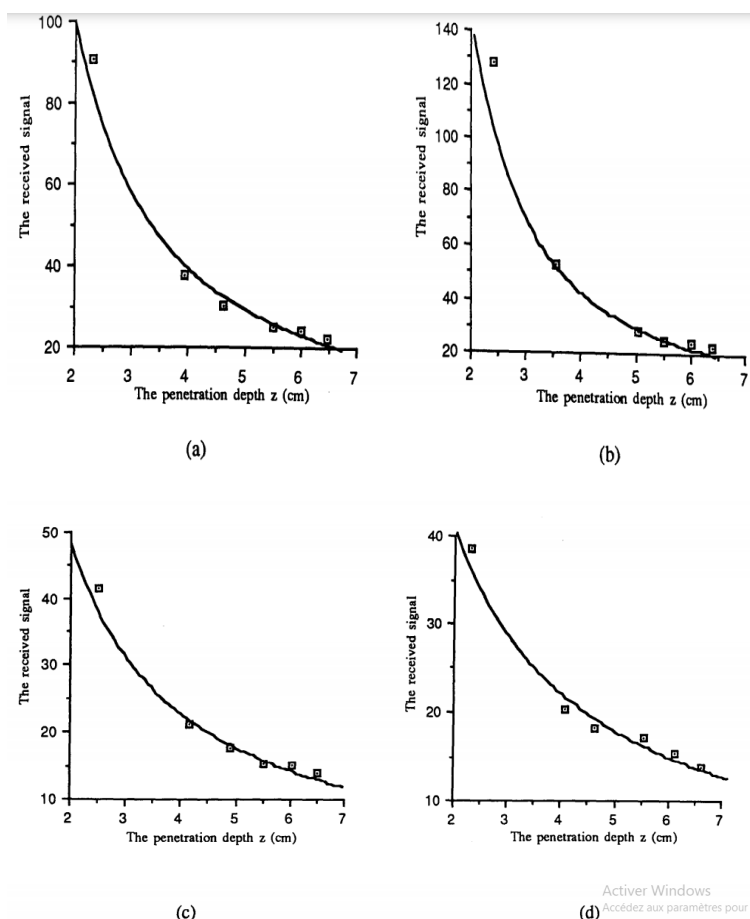 100
80
60
40
20
2 3 4 5 6 7
The received signal
The penetration depth z (cm)
(a)
140
120
100
80
60
40
20
2 3 4 5 6 7
The received signal
The penetration depth z (cm)
(b)
50
40
30
20
10
2 3 4 5 6 7
The received signal
The penetration depth z (cm)
(c)
40
30
20
10
2 3 4 5 6 7
The received signal
The penetration depth z (cm)
(d)
Activer Windows
Accédez aux paramètres pour